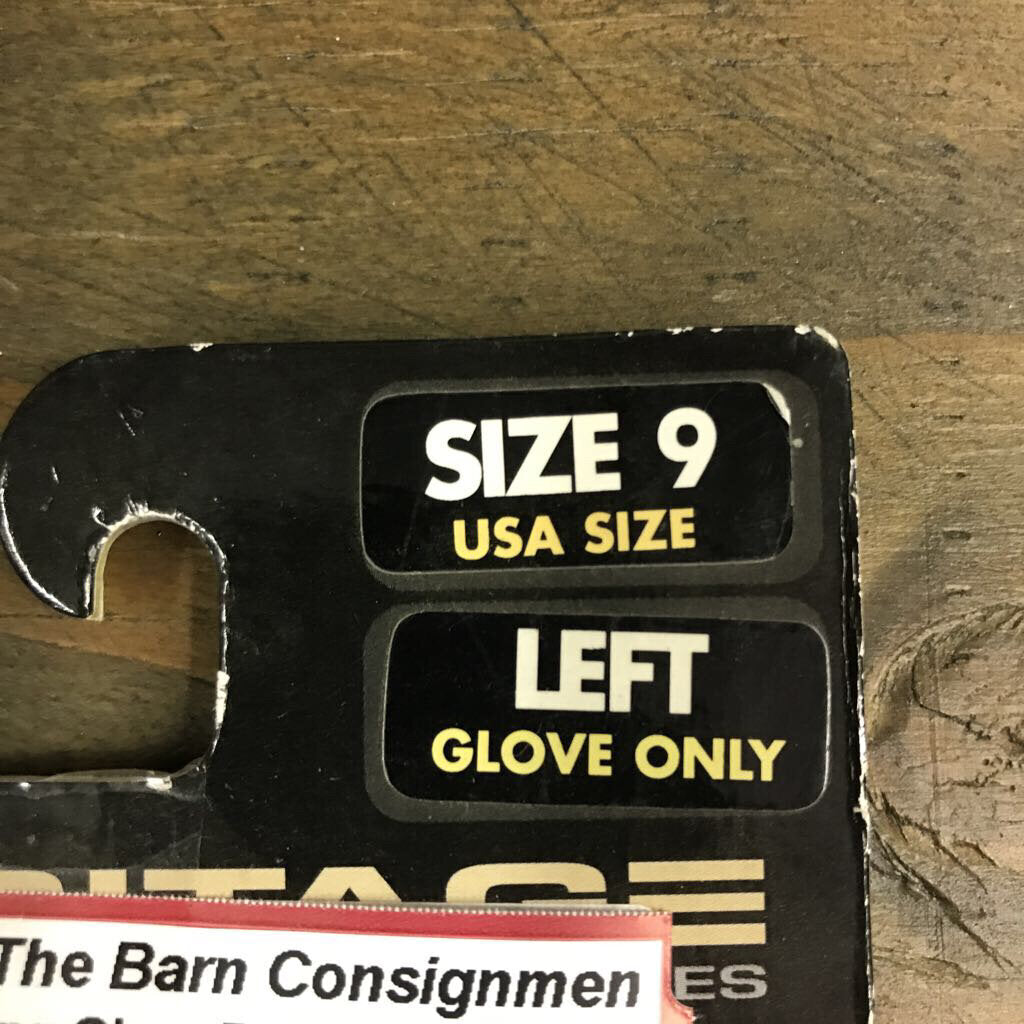 SIZE 9
USA SIZE
LEFT
GLOVE ONLY
The Barn Consignmen